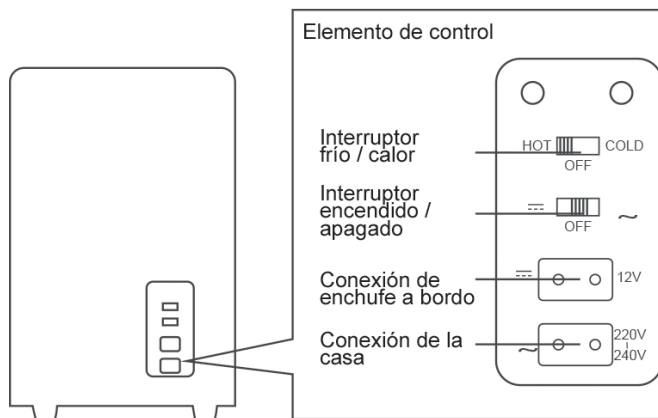 Elemento de control
Interruptor
frío / calor
HOT
COLD
OFF
Interruptor
encendido /
apagado
⎓
~
OFF
Conexión de
enchufe a bordo
⎓
12V
Conexión de la
casa
~
220V
240V